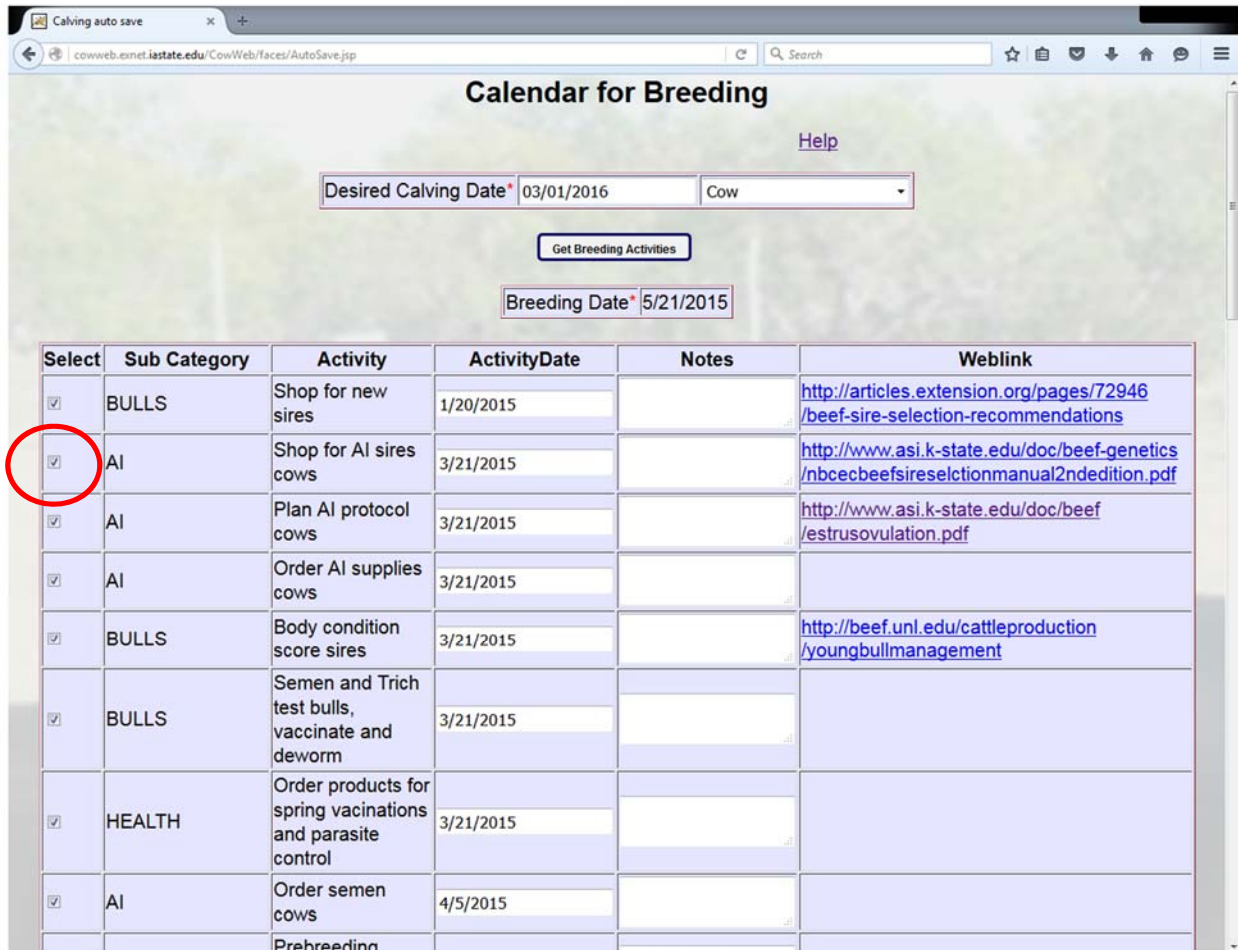 Calving auto save
cowweb.exnet.iastate.edu/CowWeb/faces/AutoSave.jsp
Search
Calendar for Breeding
Help
Desired Calving Date* 03/01/2016 Cow
Get Breeding Activities
Breeding Date* 5/21/2015
Select Sub Category Activity ActivityDate Notes Weblink
BULLS
Shop for new
sires
1/20/2015
http://articles.extension.org/pages/72946
/beef-sire-selection-recommendations
AI
Shop for AI sires
cows
3/21/2015
http://www.asi.k-state.edu/doc/beef-genetics
/nbcecbeefsireselctionmanual2ndedition.pdf
AI
Plan AI protocol
cows
3/21/2015
http://www.asi.k-state.edu/doc/beef
/estrusovulation.pdf
AI
Order AI supplies
cows
3/21/2015
BULLS
Body condition
score sires
3/21/2015
http://beef.unl.edu/cattleproduction
/youngbullmanagement
BULLS
Semen and Trich
test bulls,
vaccinate and
deworm
3/21/2015
HEALTH
Order products for
spring vacinations
and parasite
control
3/21/2015
AI
Order semen
cows
4/5/2015
Prebreeding